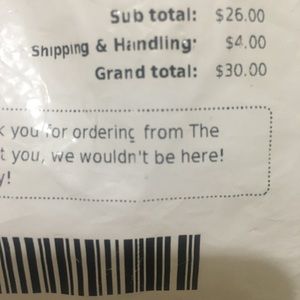 Sub total: $26.00
Shipping & Handling: $4.00
Grand total: $30.00
k you for ordering from The
t you, we wouldn't be here!
y!